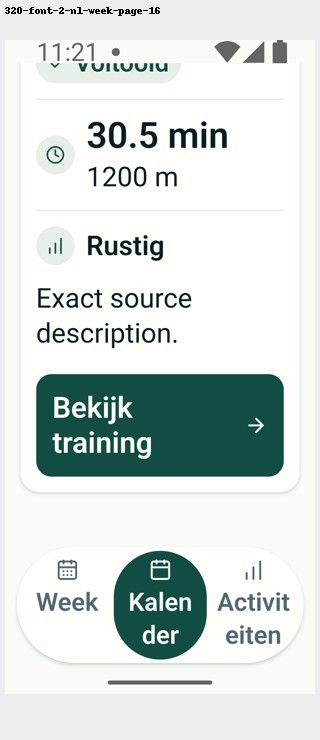 320-font-2-nl-week-page-16
11:21
Voltooid
30.5 min
1200 m
Rustig
Exact source
description.
Bekijk
training
Week
Kalen
der
Activit
eiten